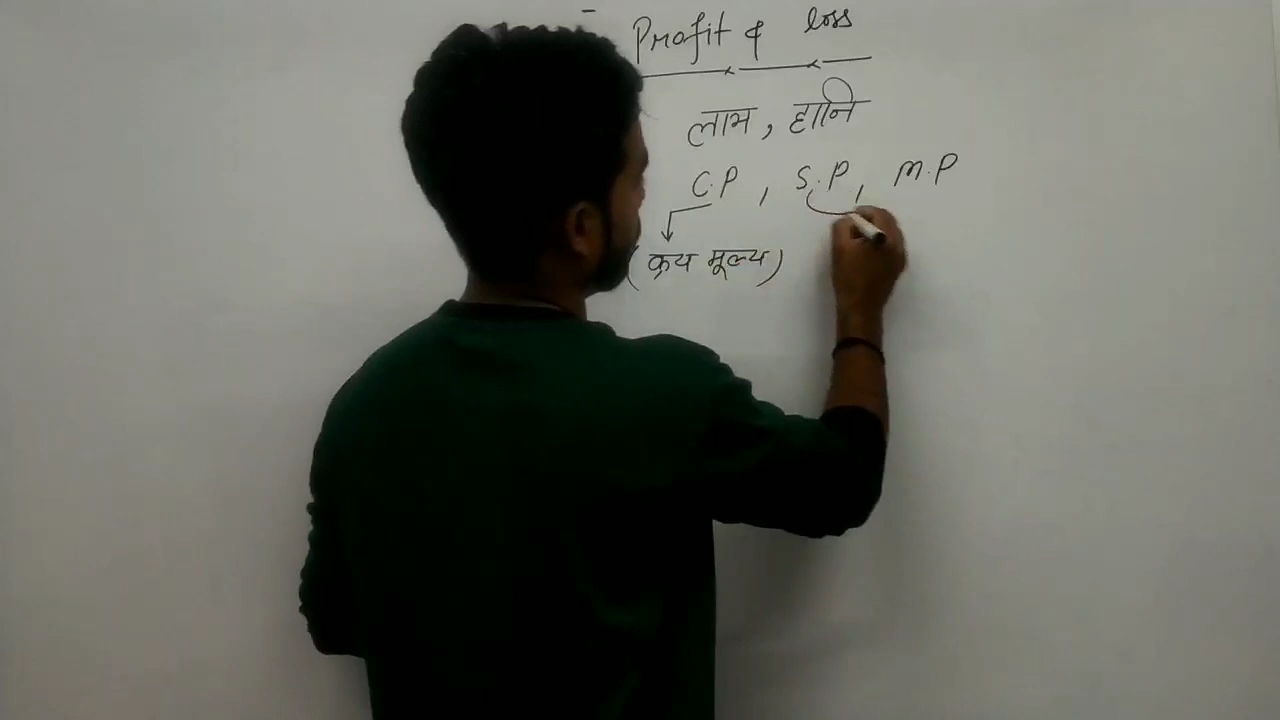 Profit & loss
लाभ, हानि
C.P, S.P, M.P
(क्रय मूल्य)